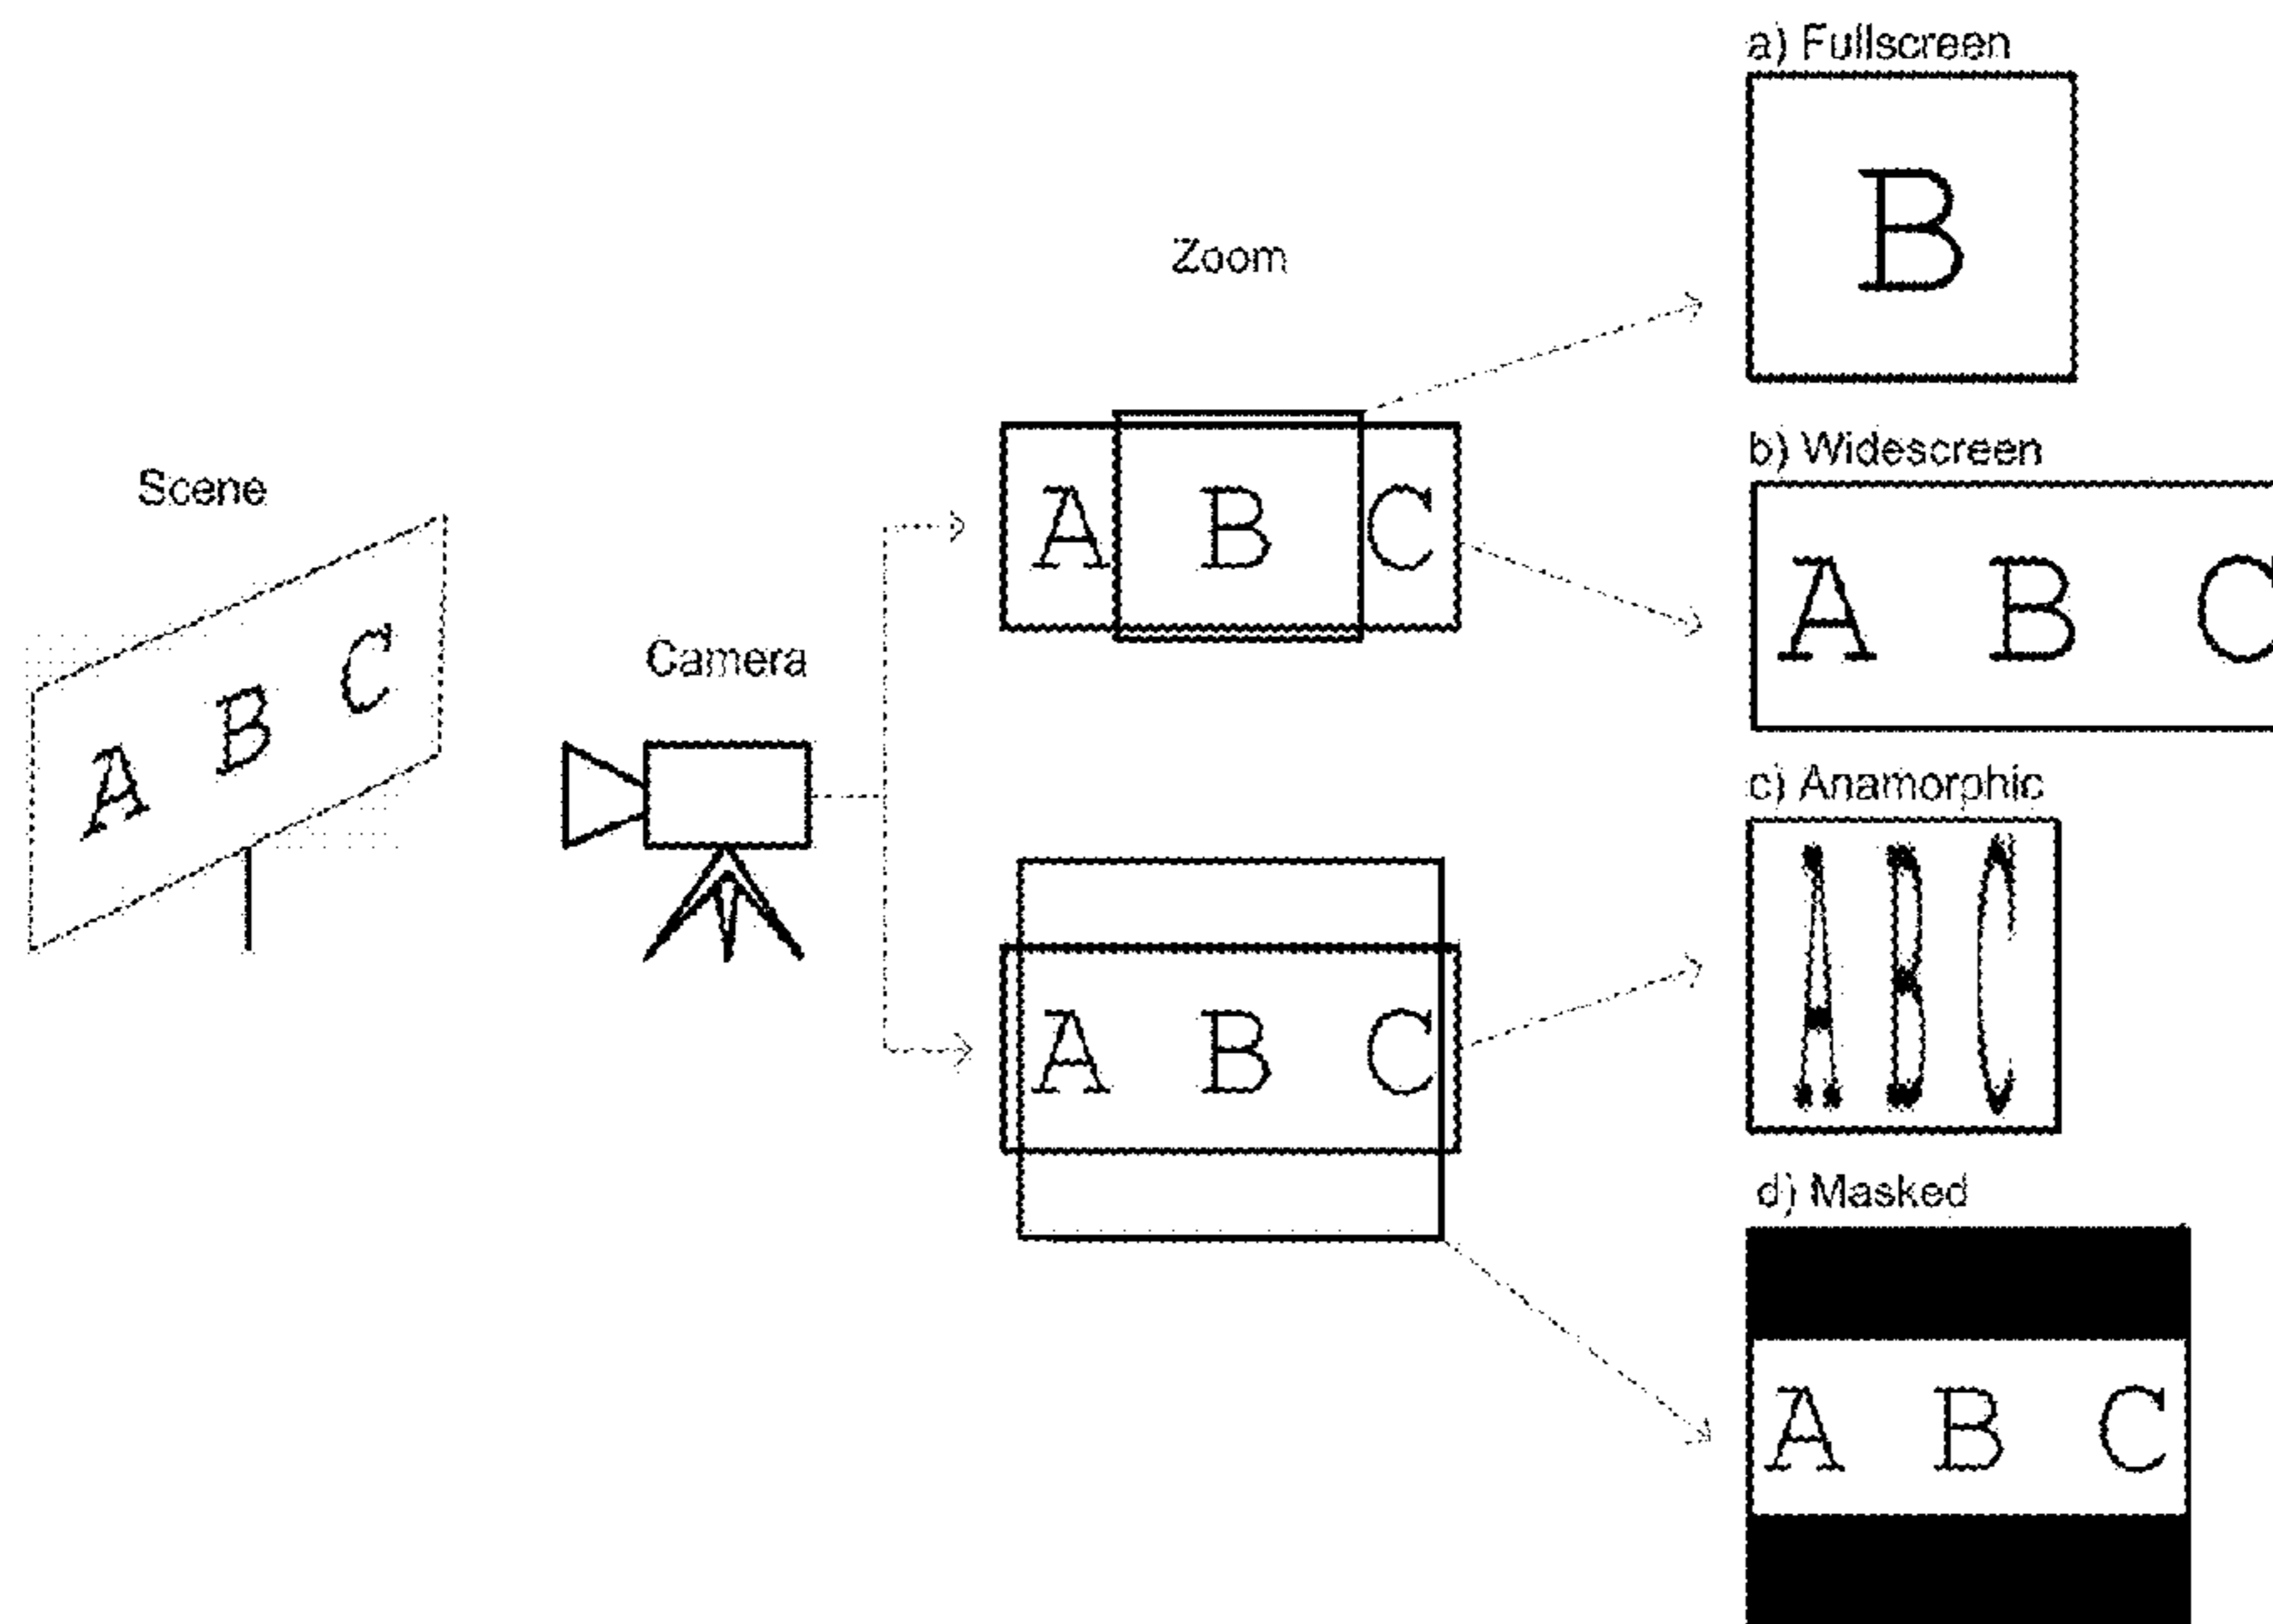 Scene
A B C
Camera
Zoom
A B C
A B C
a) Fullscreen
B
b) Widescreen
A B C
c) Anamorphic
A B C
d) Masked
A B C